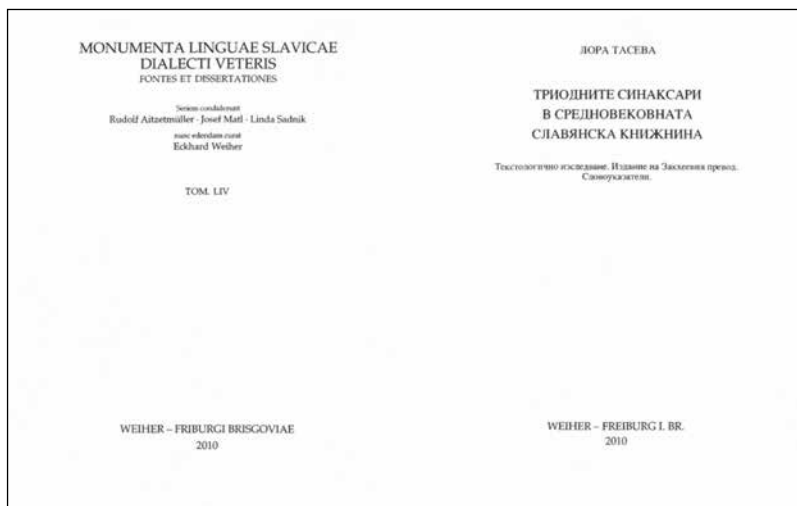 MONUMENTA LINGUAE SLAVICAE
DIALECTI VETERIS
FONTES ET DISSERTATIONES
Seriem condiderunt
Rudolf Aitzetmüller · Josef Matl · Linda Sadnik
nunc edendam curat
Eckhard Weiher
TOM. LIV
WEIHER – FRIBURGI BRISGOVIAE
2010
ЛОРА ТАСЕВА
ТРИОДНИТЕ СИНАКСАРИ
В СРЕДНОВЕКОВНАТА
СЛАВЯНСКА КНИЖНИНА
Текстологично изследване. Издание на Закхеевия превод.
Словоуказатели.
WEIHER – FREIBURG I. BR.
2010